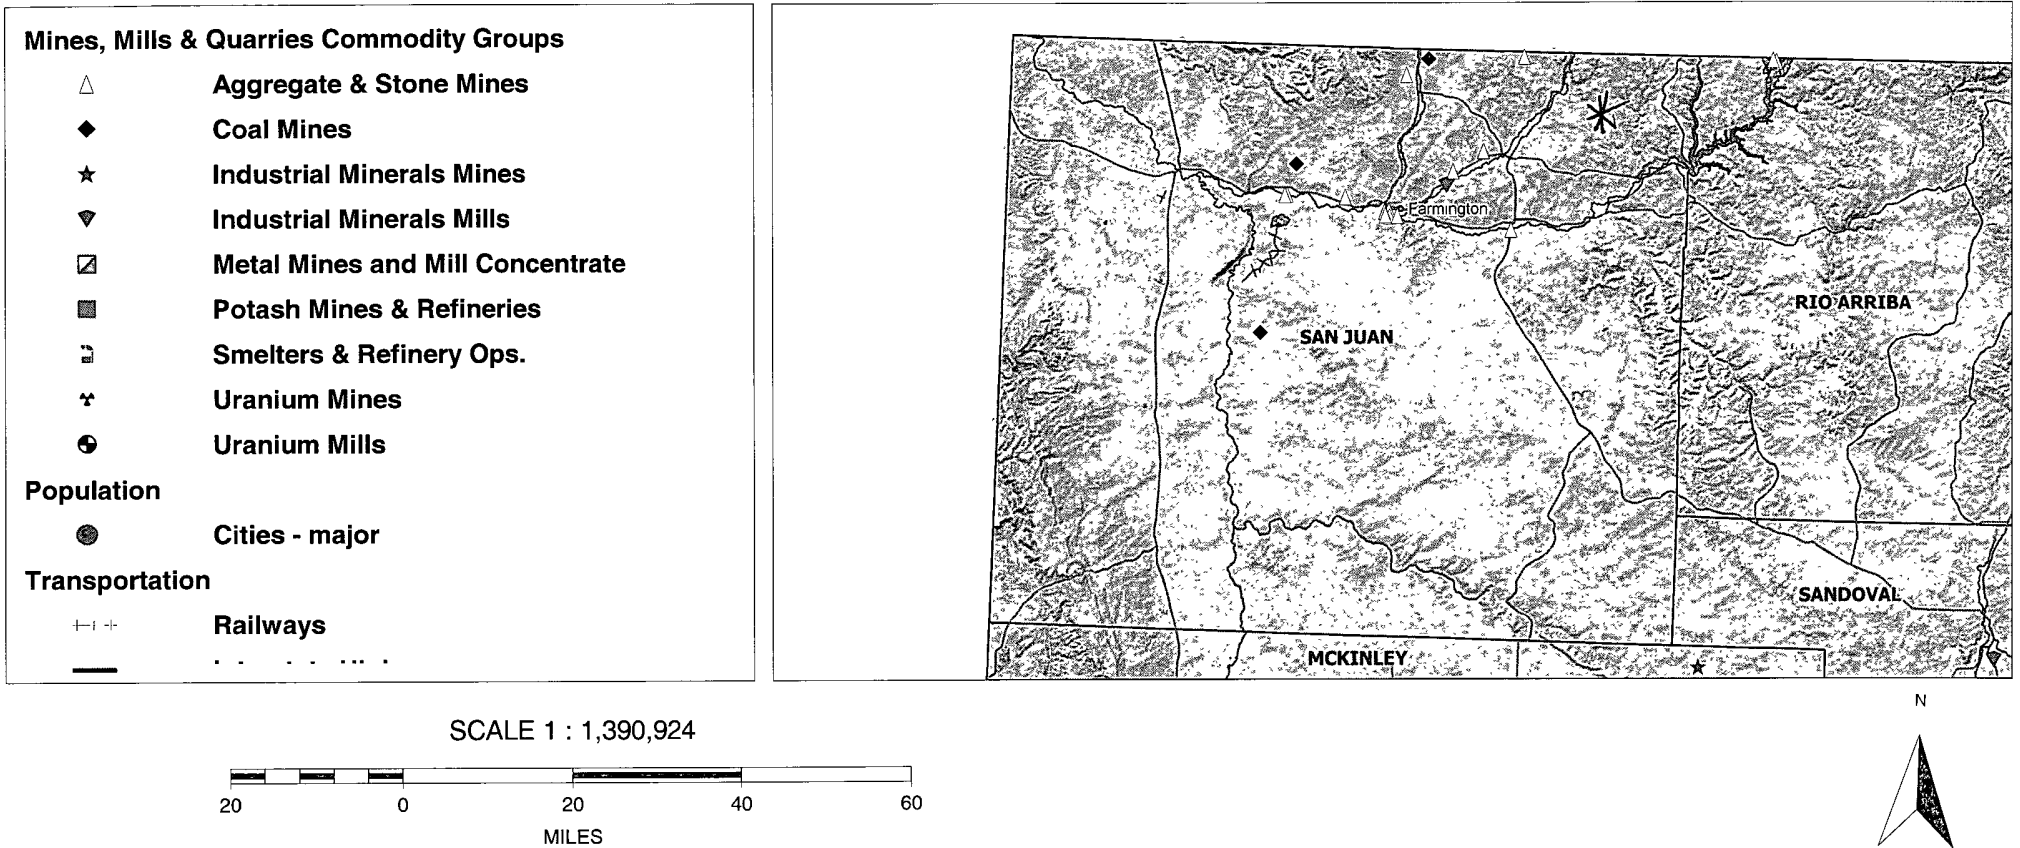 Mines, Mills & Quarries Commodity Groups
Aggregate & Stone Mines
Coal Mines
Industrial Minerals Mines
Industrial Minerals Mills
Metal Mines and Mill Concentrate
Potash Mines & Refineries
Smelters & Refinery Ops.
Uranium Mines
Uranium Mills
Population
Cities - major
Transportation
Railways
Farmington
RIO ARRIBA
SAN JUAN
SANDOVAL
MCKINLEY
SCALE 1 : 1,390,924
20 0 20 40 60
MILES
N